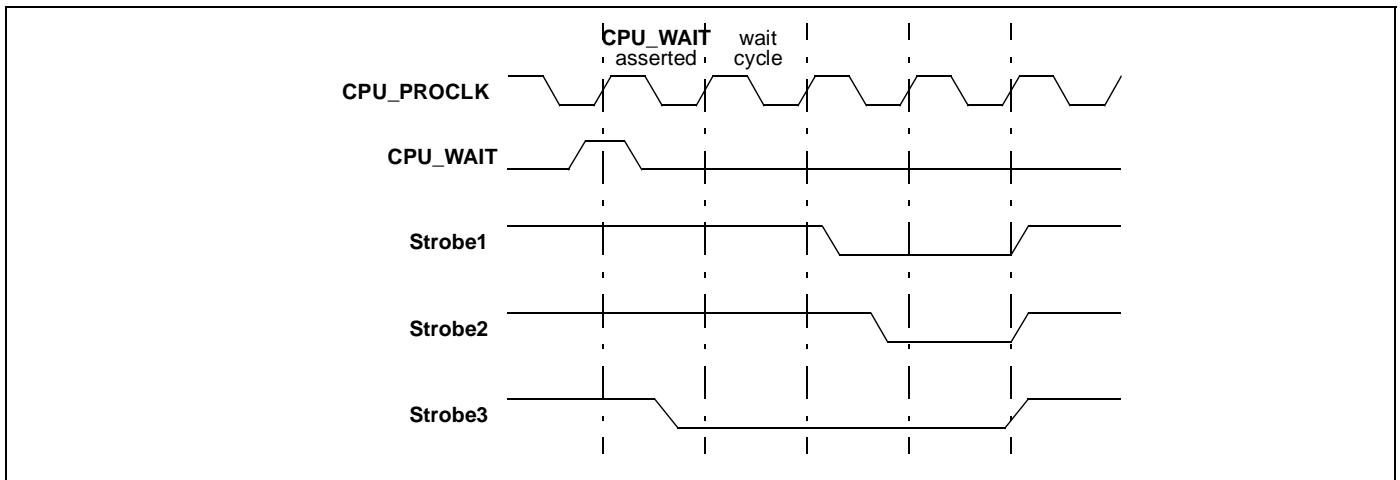 CPU_WAIT wait
asserted cycle
CPU_PROCLK
CPU_WAIT
Strobe1
Strobe2
Strobe3